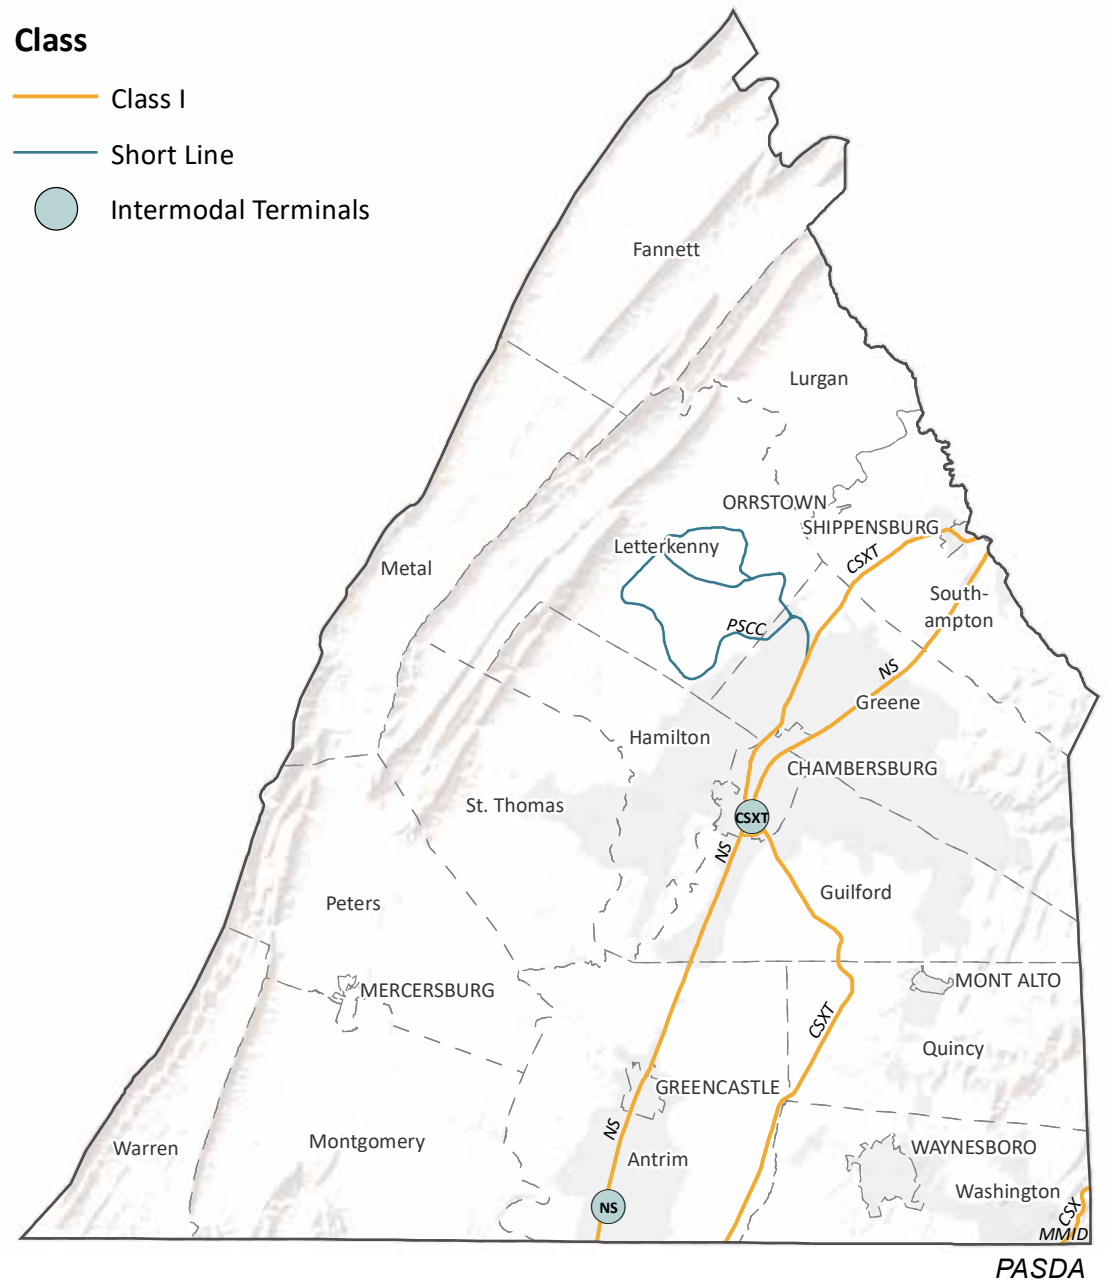 Class
Class I
Short Line
Intermodal Terminals
Fannett
Lurgan
ORRSTOWN
SHIPPENSBURG
Letterkenny
CSXT
Metal
South-
ampton
PSCC
NS
Greene
Hamilton
CHAMBERSBURG
St. Thomas
CSXT
NS
Guilford
Peters
MERCERSBURG
MONT ALTO
CSXT
Quincy
GREENCASTLE
NS
Montgomery
Warren
Antrim
WAYNESBORO
Washington
NS
CSX
MMID
PASDA